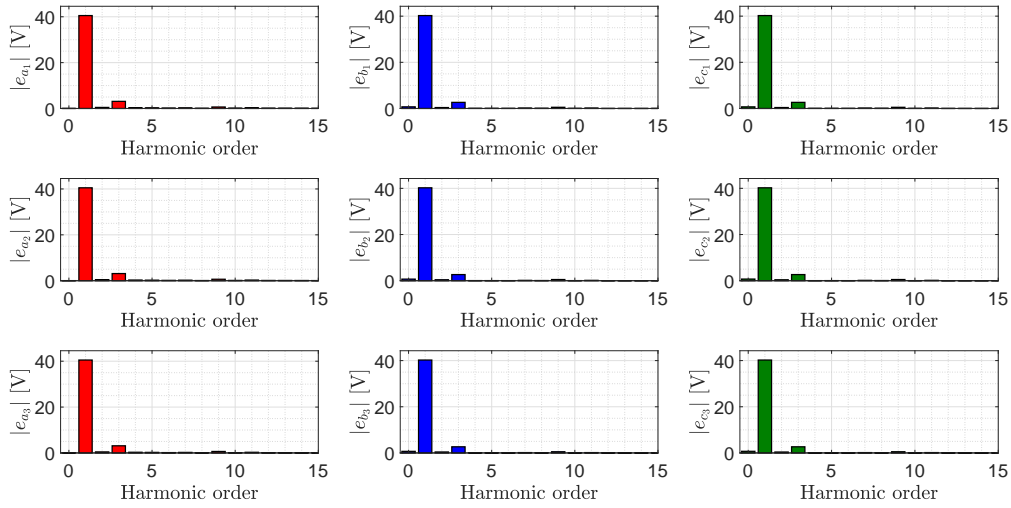 |e_{a_1}| [V]
40
20
0
0 5 10 15
Harmonic order
|e_{b_1}| [V]
40
20
0
0 5 10 15
Harmonic order
|e_{c_1}| [V]
40
20
0
0 5 10 15
Harmonic order
|e_{a_2}| [V]
40
20
0
0 5 10 15
Harmonic order
|e_{b_2}| [V]
40
20
0
0 5 10 15
Harmonic order
|e_{c_2}| [V]
40
20
0
0 5 10 15
Harmonic order
|e_{a_3}| [V]
40
20
0
0 5 10 15
Harmonic order
|e_{b_3}| [V]
40
20
0
0 5 10 15
Harmonic order
|e_{c_3}| [V]
40
20
0
0 5 10 15
Harmonic order